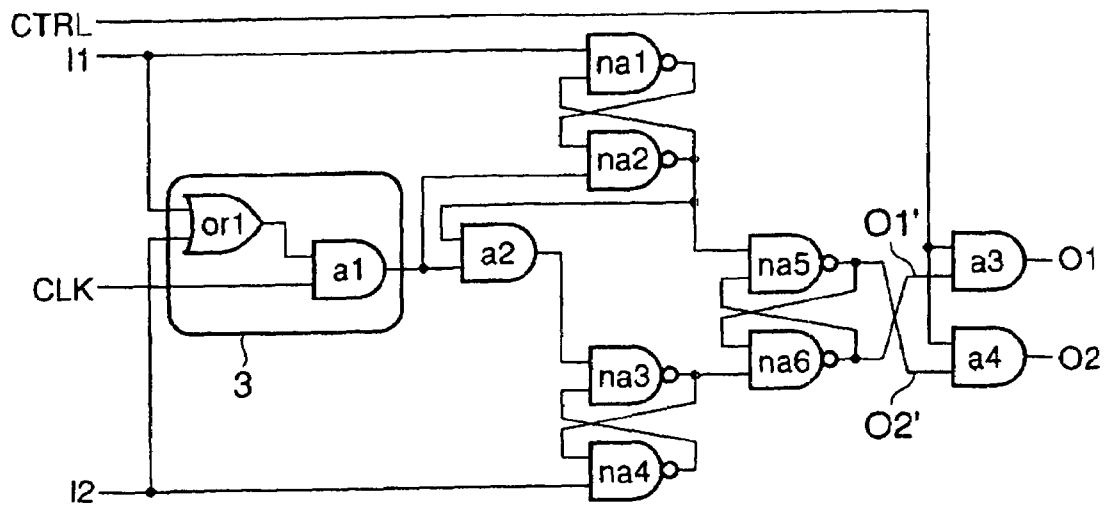 CTRL
I1
na1
na2
or1
a1
a2
CLK
3
na3
na4
I2
na5
na6
O1'
O2'
a3
a4
O1
O2